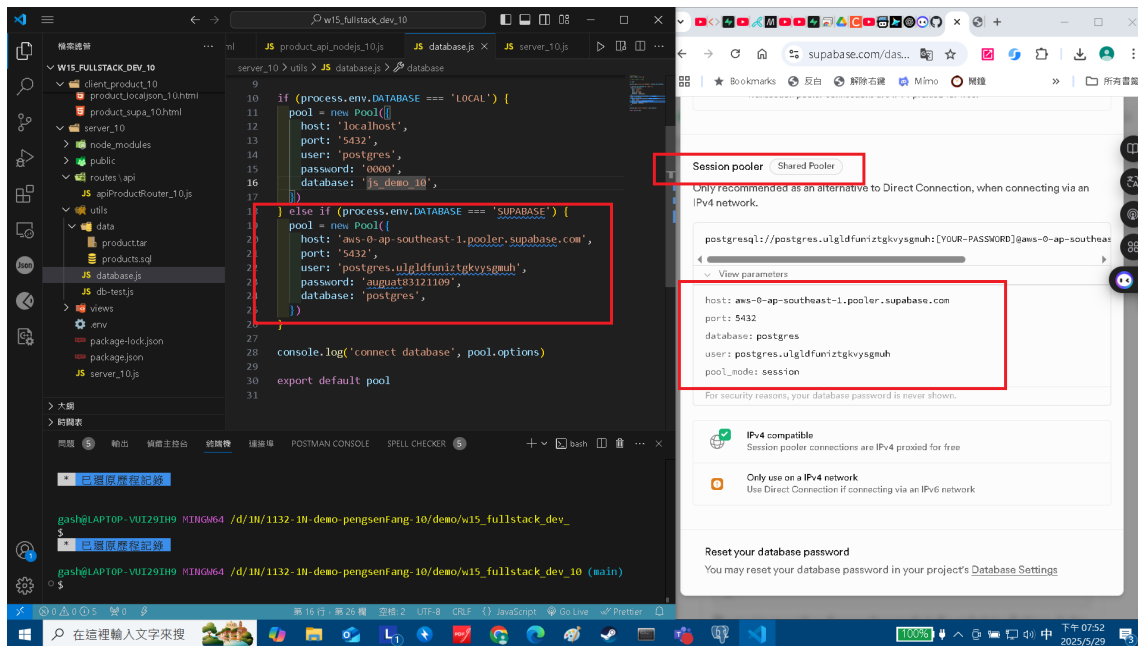 w15_fullstack_dev_10
檔案總管
ml
JS product_api_nodejs_10.js
JS database.js
JS server_10.js
W15_FULLSTACK_DEV_10
client_product_10
product_localjson_10.html
product_supa_10.html
server_10
node_modules
public
routes \ api
JS apiProductRouter_10.js
utils
data
product.tar
products.sql
JS database.js
JS db-test.js
views
.env
package-lock.json
package.json
JS server_10.js
大綱
時間表
server_10 > utils > JS database.js > database
9
10 if (process.env.DATABASE === 'LOCAL') {
11 pool = new Pool({
12 host: 'localhost',
13 port: '5432',
14 user: 'postgres',
15 password: '0000',
16 database: 'js_demo_10',
17 })
18 } else if (process.env.DATABASE === 'SUPABASE') {
19 pool = new Pool({
20 host: 'aws-0-ap-southeast-1.pooler.supabase.com',
21 port: '5432',
22 user: 'postgres.ulgldfuniztgkvysgmuh',
23 password: 'auguat83121109',
24 database: 'postgres',
25 })
26 }
27
28 console.log('connect database', pool.options)
29
30 export default pool
31
問題 5 輸出 偵錯主控台 終端機 連接埠 POSTMAN CONSOLE SPELL CHECKER 5
bash
* 已還原歷程記錄
gash@LAPTOP-VUI29IH9 MINGW64 /d/1N/1132-1N-demo-pengsenFang-10/demo/w15_fullstack_dev_
$
* 已還原歷程記錄
gash@LAPTOP-VUI29IH9 MINGW64 /d/1N/1132-1N-demo-pengsenFang-10/demo/w15_fullstack_dev_10 (main)
$
0 0 5 0 第 16 行，第 26 欄 空格: 2 UTF-8 CRLF {} JavaScript Go Live Prettier
supabase.com/das...
Bookmarks 反白 解除右鍵 Mimo 鬧鐘 » 所有書籤
Session pooler Shared Pooler
Only recommended as an alternative to Direct Connection, when connecting via an
IPv4 network.
postgresql://postgres.ulgldfuniztgkvysgmuh:[YOUR-PASSWORD]@aws-0-ap-southeas
View parameters
host: aws-0-ap-southeast-1.pooler.supabase.com
port: 5432
database: postgres
user: postgres.ulgldfuniztgkvysgmuh
pool_mode: session
For security reasons, your database password is never shown.
IPv4 compatible
Session pooler connections are IPv4 proxied for free
Only use on a IPv4 network
Use Direct Connection if connecting via an IPv6 network
Reset your database password
You may reset your database password in your project's Database Settings
在這裡輸入文字來搜
100%
中
下午 07:52
2025/5/29
3